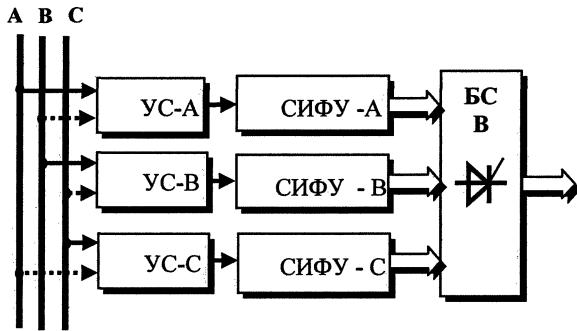 А В С
УС-А
СИФУ -А
БС
В
УС-В
СИФУ - В
УС-С
СИФУ - С